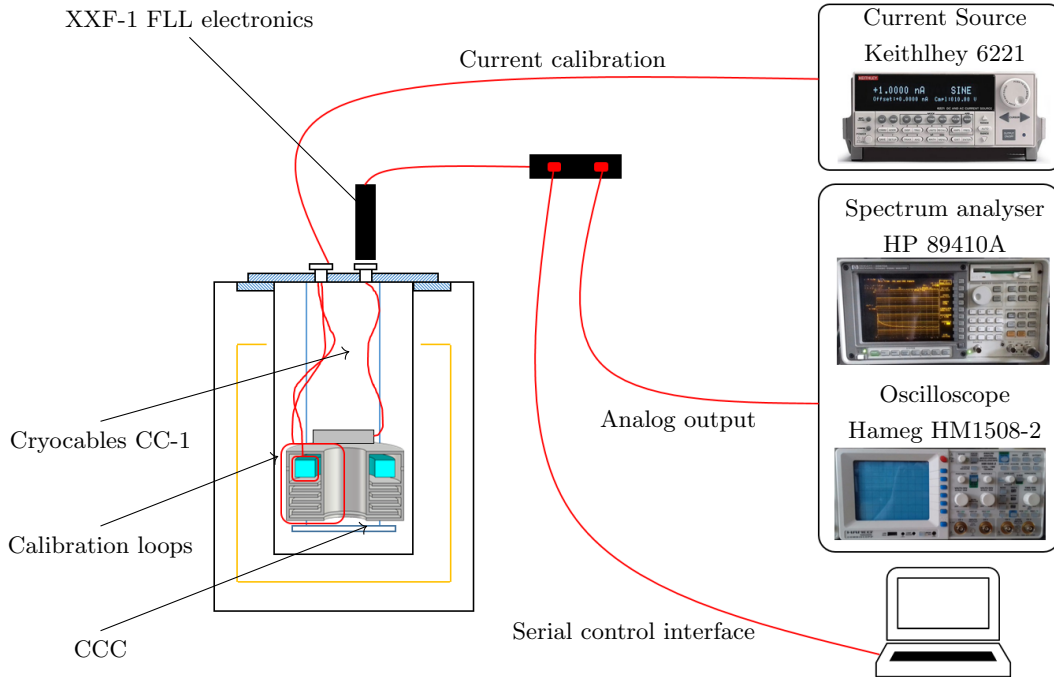 XXF-1 FLL electronics
Current calibration
Current Source
Keithlhey 6221
KEITHLEY
+1.0000 nA SINE
Spectrum analyser
HP 89410A
Oscilloscope
Hameg HM1508-2
Analog output
Cryocables CC-1
Calibration loops
CCC
Serial control interface